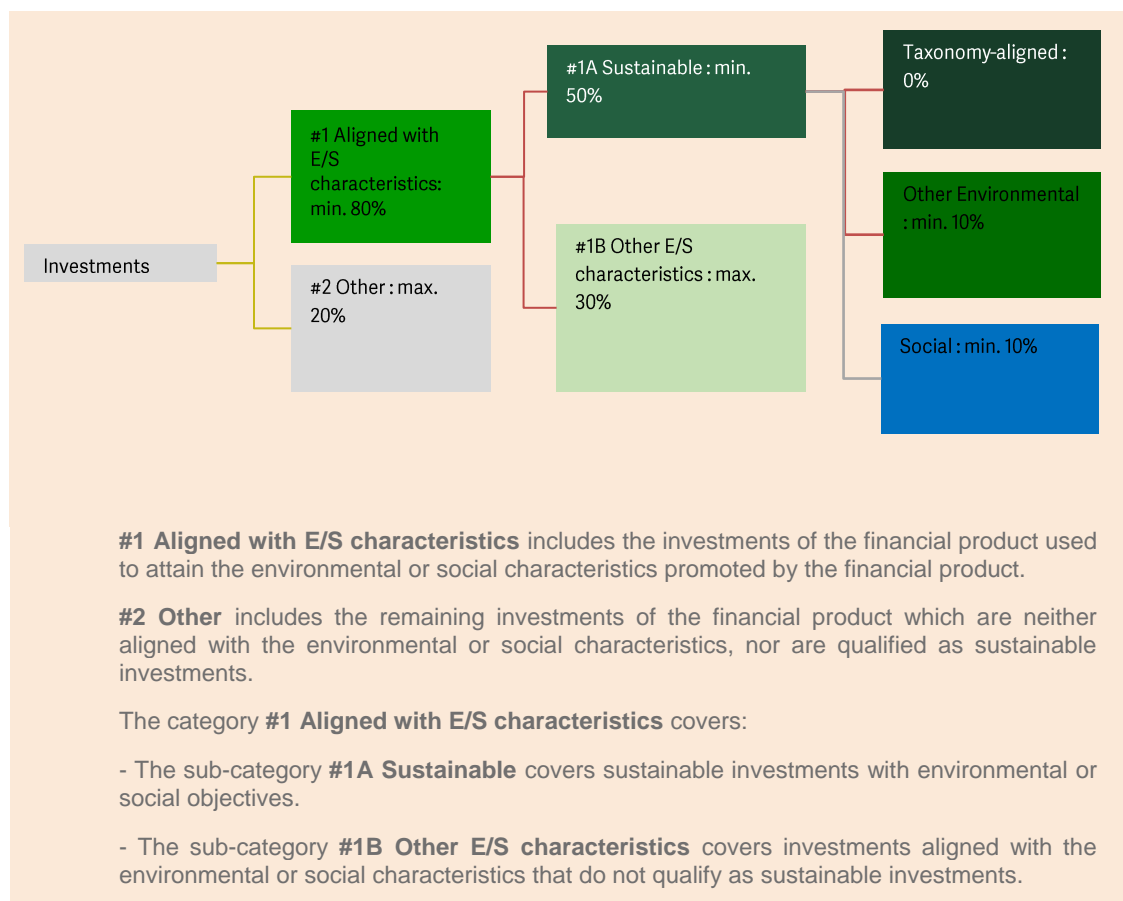 Investments
#1 Aligned with
E/S
characteristics:
min. 80%
#2 Other : max.
20%
#1A Sustainable : min.
50%
#1B Other E/S
characteristics : max.
30%
Taxonomy-aligned :
0%
Other Environmental
: min. 10%
Social : min. 10%
#1 Aligned with E/S characteristics includes the investments of the financial product used
to attain the environmental or social characteristics promoted by the financial product.
#2 Other includes the remaining investments of the financial product which are neither
aligned with the environmental or social characteristics, nor are qualified as sustainable
investments.
The category #1 Aligned with E/S characteristics covers:
- The sub-category #1A Sustainable covers sustainable investments with environmental or
social objectives.
- The sub-category #1B Other E/S characteristics covers investments aligned with the
environmental or social characteristics that do not qualify as sustainable investments.